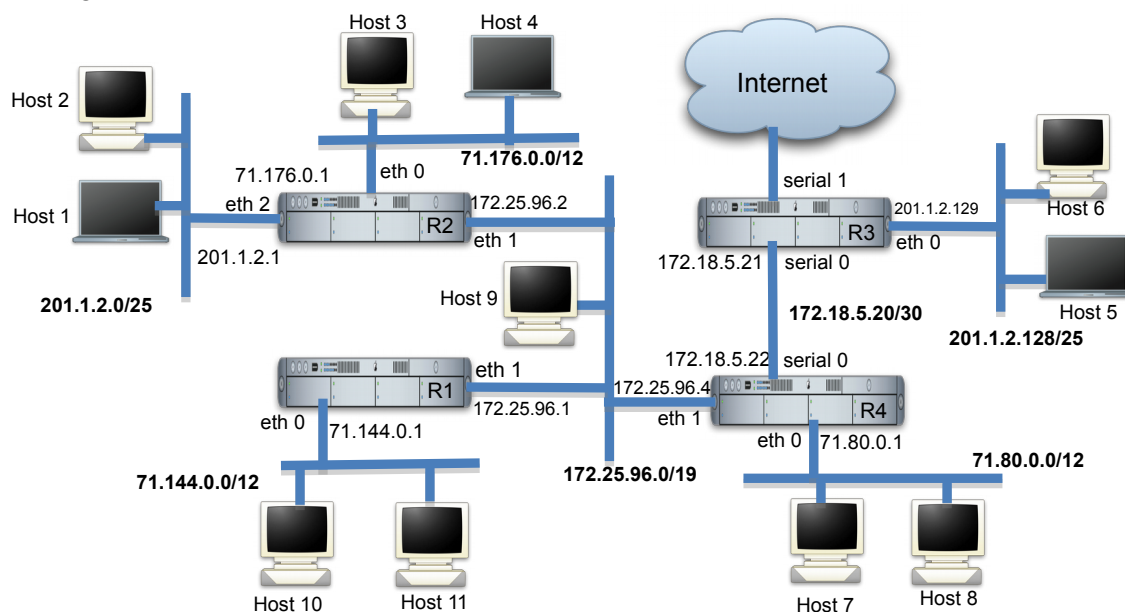 Host 3
Host 4
Host 2
Internet
71.176.0.0/12
eth 0
71.176.0.1
serial 1
Host 1
eth 2
172.25.96.2
R2
eth 1
201.1.2.1
201.1.2.129
R3
eth 0
Host 6
172.18.5.21
serial 0
Host 9
201.1.2.0/25
172.18.5.20/30
Host 5
201.1.2.128/25
172.18.5.22
serial 0
eth 1
R1
172.25.96.1
172.25.96.4
eth 1
R4
eth 0
71.144.0.1
eth 0
71.80.0.1
71.144.0.0/12
172.25.96.0/19
71.80.0.0/12
Host 10
Host 11
Host 7
Host 8